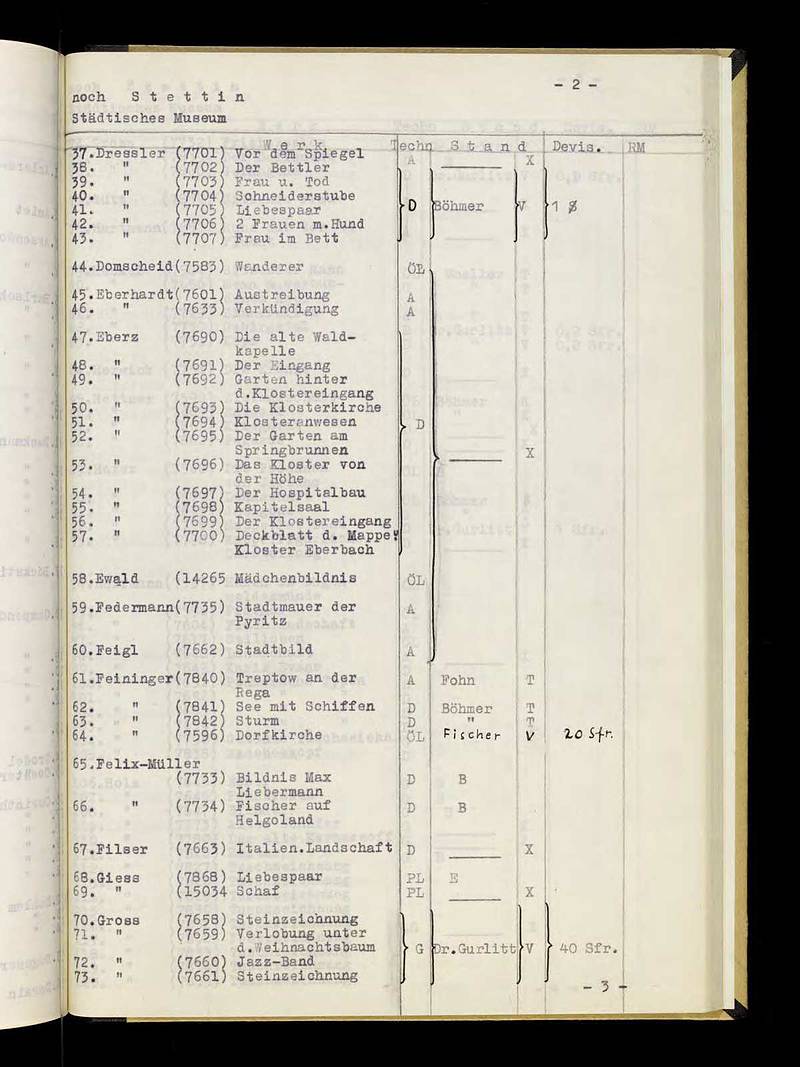 - 2 -
noch S t e t t i n
Städtisches Museum
W e r k Techn S t a n d Devis. RM
37.Dressler (7701) Vor dem Spiegel A _______ X
38. " (7702) Der Bettler
39. " (7703) Frau u. Tod
40. " (7704) Schneiderstube
41. " (7705) Liebespaar D Böhmer V 1 $
42. " (7706) 2 Frauen m.Hund
43. " (7707) Frau im Bett
44.Domscheid(7583) Wanderer ÖL
45.Eberhardt(7601) Austreibung A
46. " (7633) Verkündigung A
47.Eberz (7690) Die alte Wald-
kapelle
48. " (7691) Der Eingang
49. " (7692) Garten hinter
d.Klostereingang
50. " (7693) Die Klosterkirche
51. " (7694) Klosteranwesen D
52. " (7695) Der Garten am
Springbrunnen _______ X
53. " (7696) Das Kloster von
der Höhe
54. " (7697) Der Hospitalbau
55. " (7698) Kapitelsaal
56. " (7699) Der Klostereingang
57. " (7700) Deckblatt d. Mappe"
Kloster Eberbach
58.Ewald (14265 Mädchenbildnis ÖL
59.Federmann(7735) Stadtmauer der A
Pyritz
60.Feigl (7662) Stadtbild A
61.Feininger(7840) Treptow an der A Fohn T
Rega
62. " (7841) See mit Schiffen D Böhmer T
63. " (7842) Sturm D " T
64. " (7596) Dorfkirche ÖL Fischer V 20 Sfr.
65.Felix-Müller
(7733) Bildnis Max D B
Liebermann
66. " (7734) Fischer auf D B
Helgoland
67.Filser (7663) Italien.Landschaft D _______ X
68.Giess (7868) Liebespaar PL E
69. " (15034 Schaf PL _______ X
70.Gross (7658) Steinzeichnung
71. " (7659) Verlobung unter
d.Weihnachtsbaum G Dr.Gurlitt V 40 Sfr.
72. " (7660) Jazz-Band
73. " (7661) Steinzeichnung
- 3 -